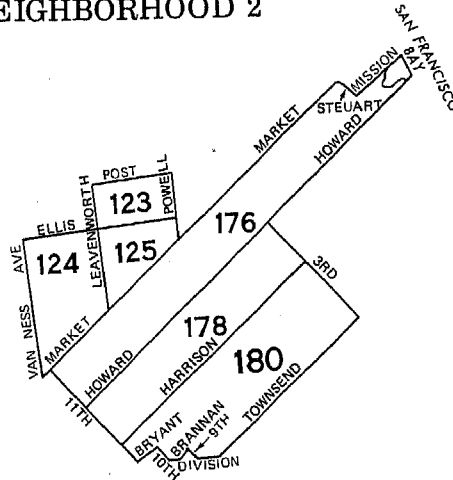 EIGHBORHOOD 2
SAN FRANCISCO
BAY
MISSION
STEUART
MARKET
HOWARD
POST
POWELL
LEAVENWORTH
123
ELLIS
176
125
124
VAN NESS AVE
3RD
MARKET
178
HOWARD
HARRISON
180
11TH
TOWNSEND
BRYANT
BRANNAN
9TH
10TH
DIVISION